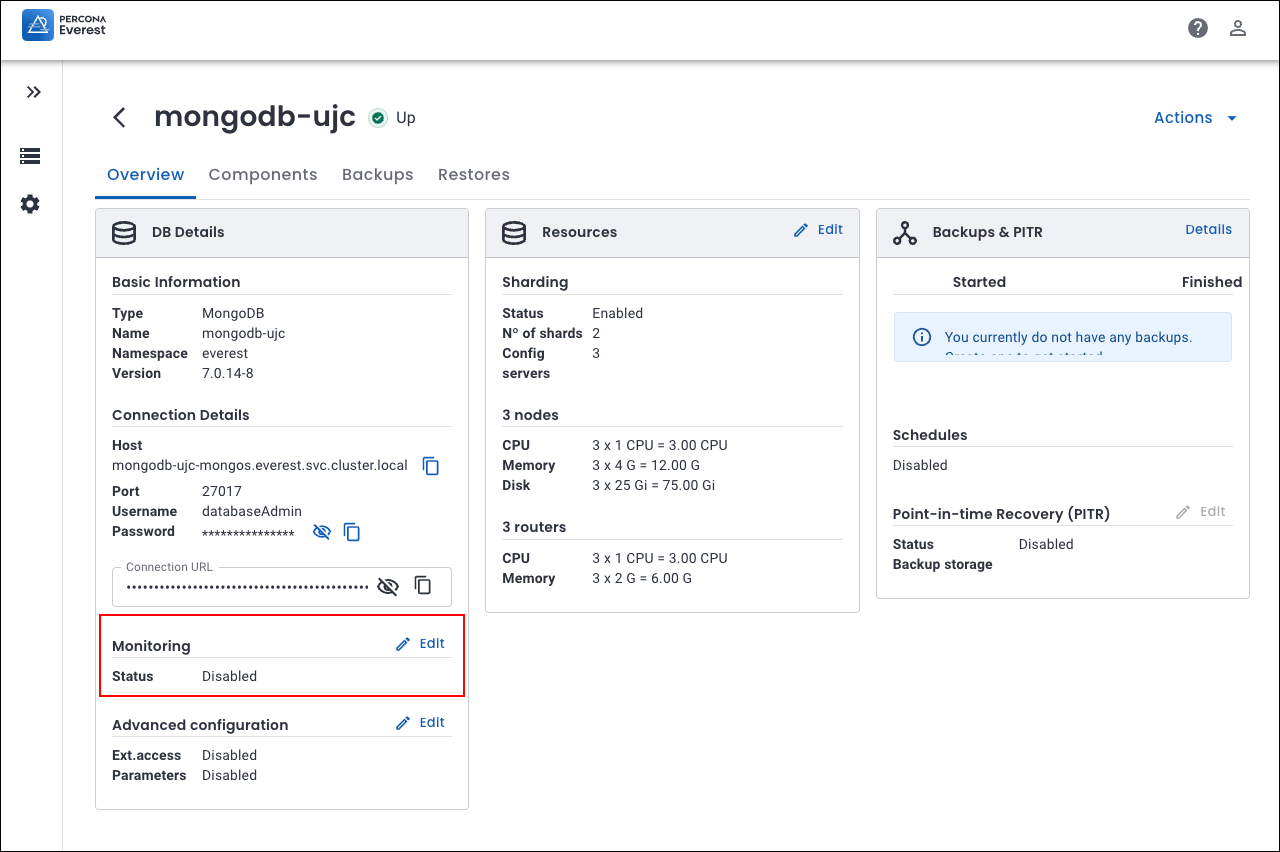 PERCONA
Everest
mongodb-ujc
Up
Actions
Overview
Components
Backups
Restores
DB Details
Basic Information
Type MongoDB
Name mongodb-ujc
Namespace everest
Version 7.0.14-8
Connection Details
Host
mongodb-ujc-mongos.everest.svc.cluster.local
Port 27017
Username databaseAdmin
Password ***************
Connection URL
Monitoring Edit
Status Disabled
Advanced configuration Edit
Ext.access Disabled
Parameters Disabled
Resources Edit
Sharding
Status Enabled
Nº of shards 2
Config 3
servers
3 nodes
CPU 3 x 1 CPU = 3.00 CPU
Memory 3 x 4 G = 12.00 G
Disk 3 x 25 Gi = 75.00 Gi
3 routers
CPU 3 x 1 CPU = 3.00 CPU
Memory 3 x 2 G = 6.00 G
Backups & PITR Details
Started Finished
You currently do not have any backups.
Create one to get started.
Schedules
Disabled
Point-in-time Recovery (PITR) Edit
Status Disabled
Backup storage